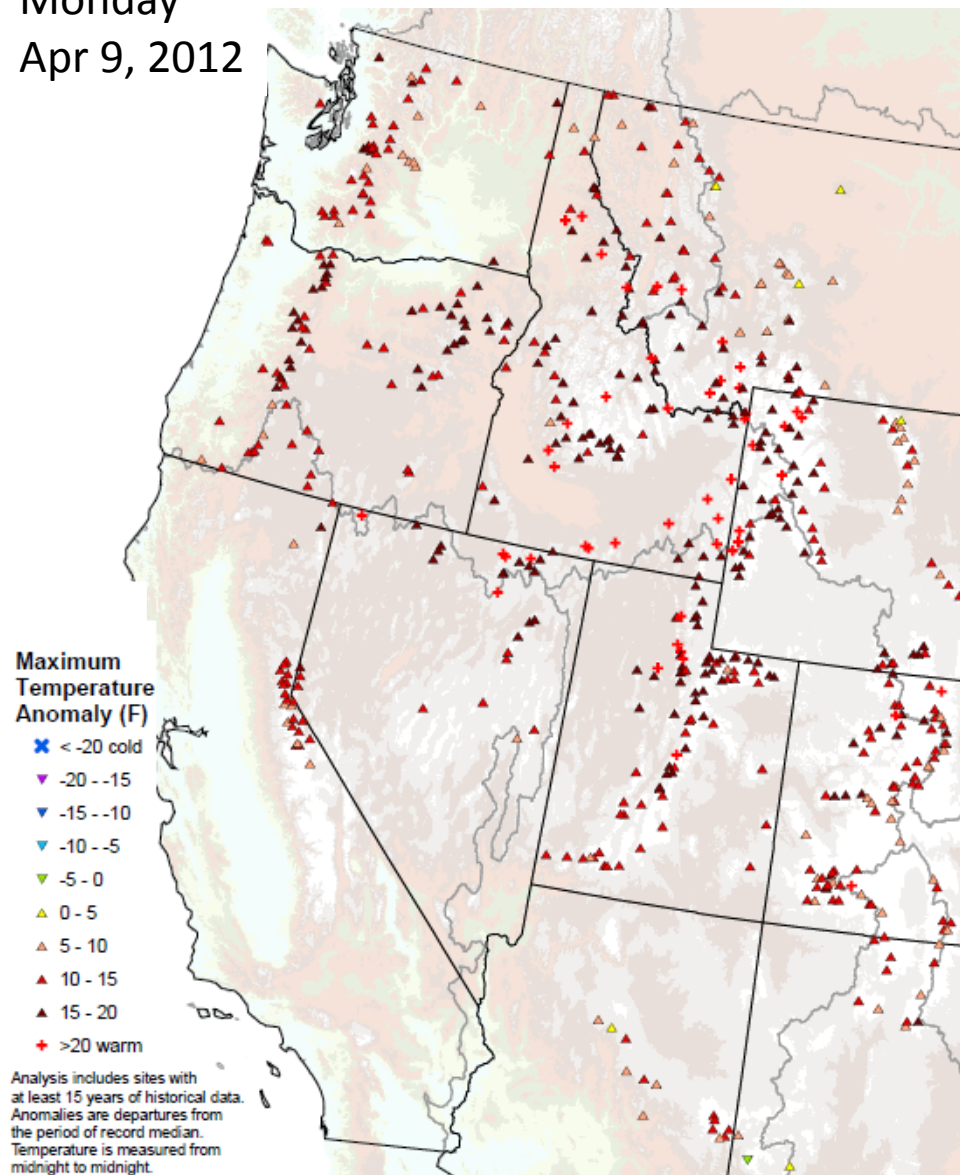 Monday
Apr 9, 2012
Maximum
Temperature
Anomaly (F)
< -20 cold
-20 - -15
-15 - -10
-10 - -5
-5 - 0
0 - 5
5 - 10
10 - 15
15 - 20
>20 warm
Analysis includes sites with
at least 15 years of historical data.
Anomalies are departures from
the period of record median.
Temperature is measured from
midnight to midnight.